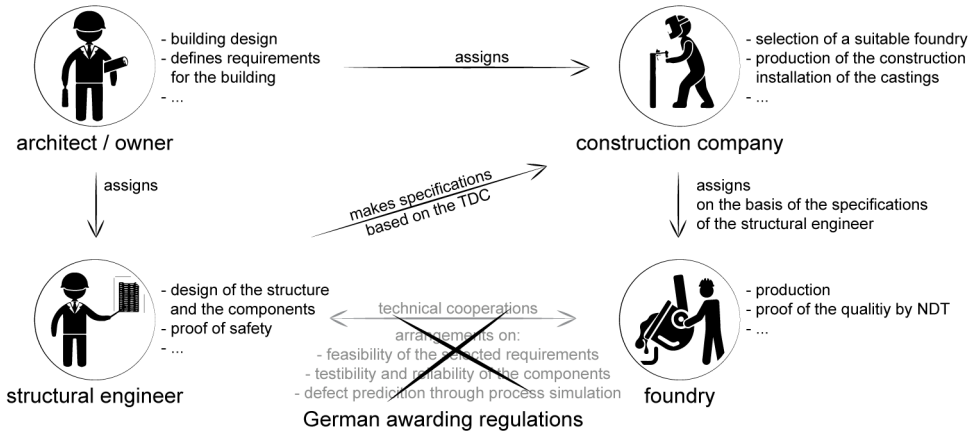 - building design
- defines requirements
for the building
- ...
architect / owner
assigns
- selection of a suitable foundry
- production of the construction
installation of the castings
- ...
construction company
assigns
makes specifications
based on the TDC
assigns
on the basis of the specifications
of the structural engineer
- design of the structure
and the components
- proof of safety
- ...
structural engineer
technical cooperations
arrangements on:
- feasibility of the selected requirements
- testibility and reliability of the components
- defect predicition through process simulation
German awarding regulations
- production
- proof of the qualitiy by NDT
- ...
foundry